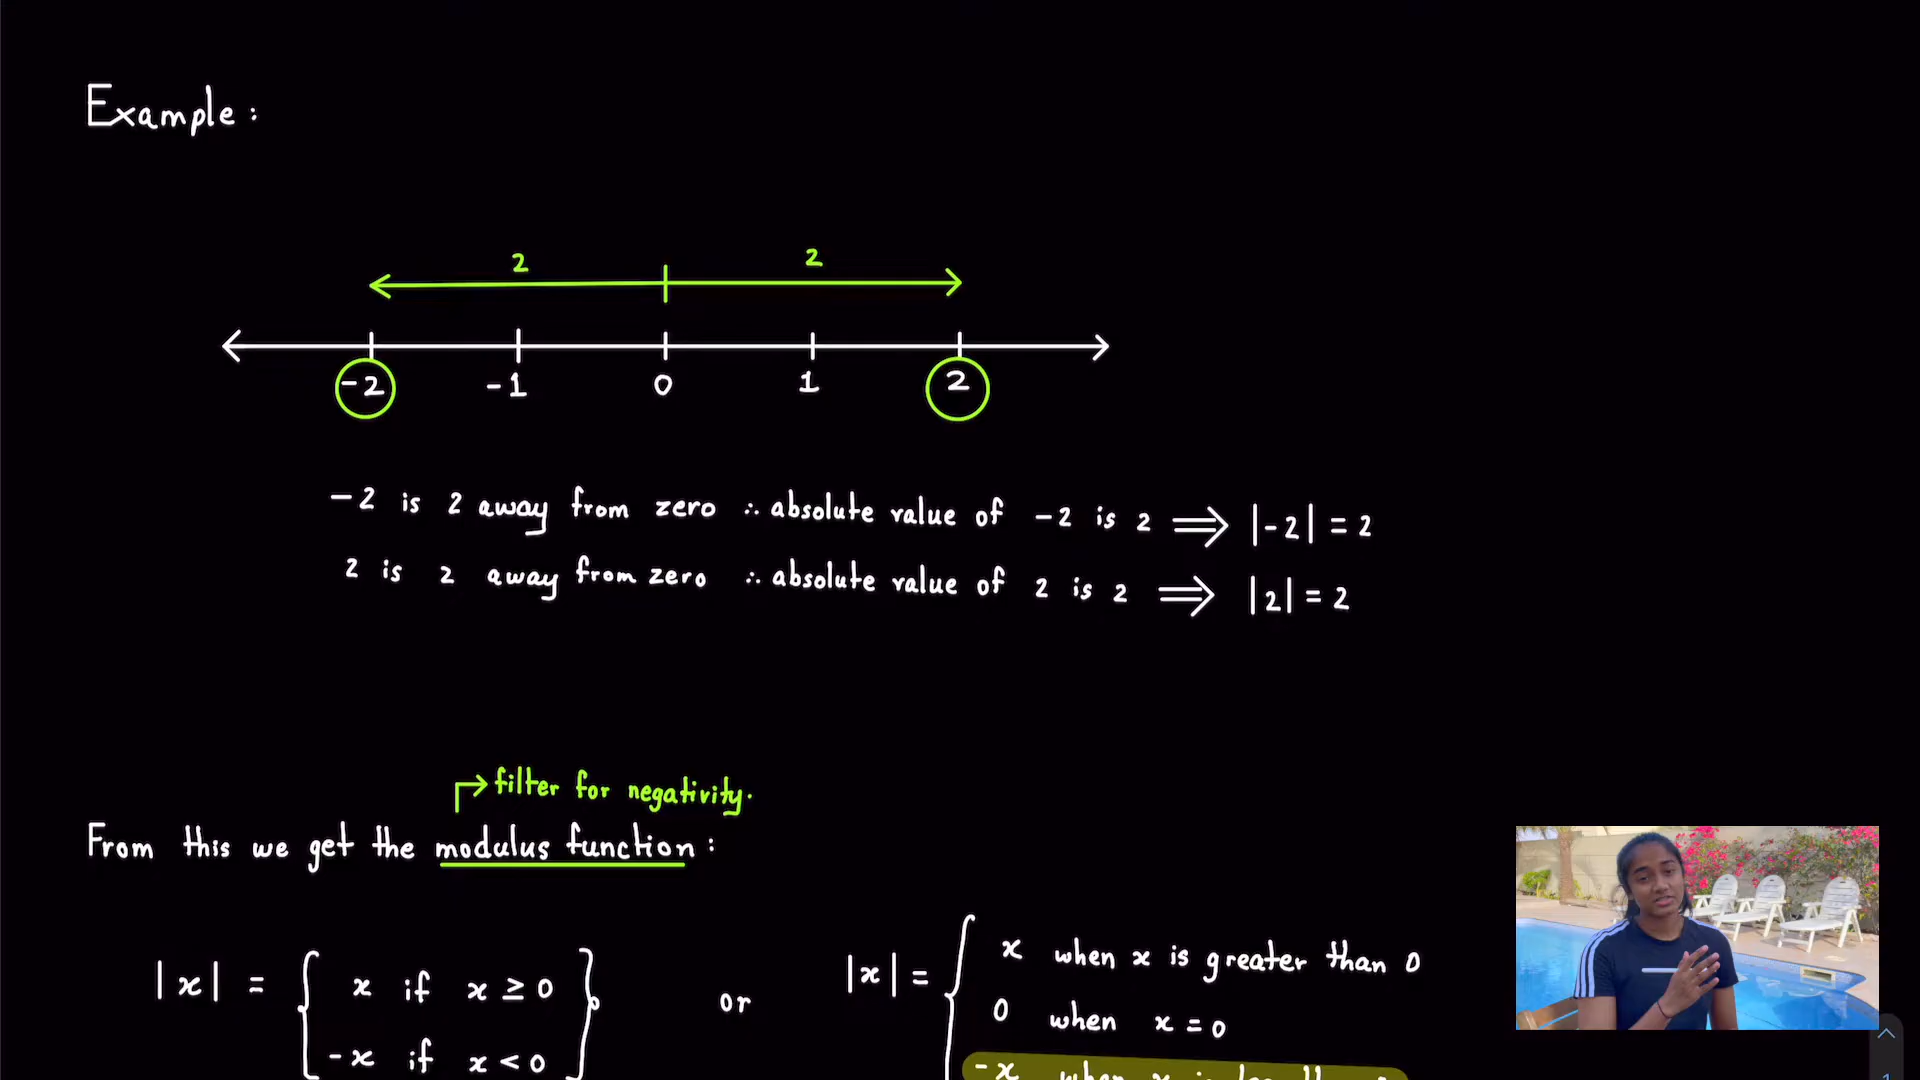 Example:
2 2
-2 -1 0 1 2
-2 is 2 away from zero ∴ absolute value of -2 is 2 ⟹ |-2| = 2
2 is 2 away from zero ∴ absolute value of 2 is 2 ⟹ |2| = 2
filter for negativity.
From this we get the modulus function:
|x| = { x if x ≥ 0
-x if x < 0 }
or
|x| = { x when x is greater than 0
0 when x = 0
-x when x is